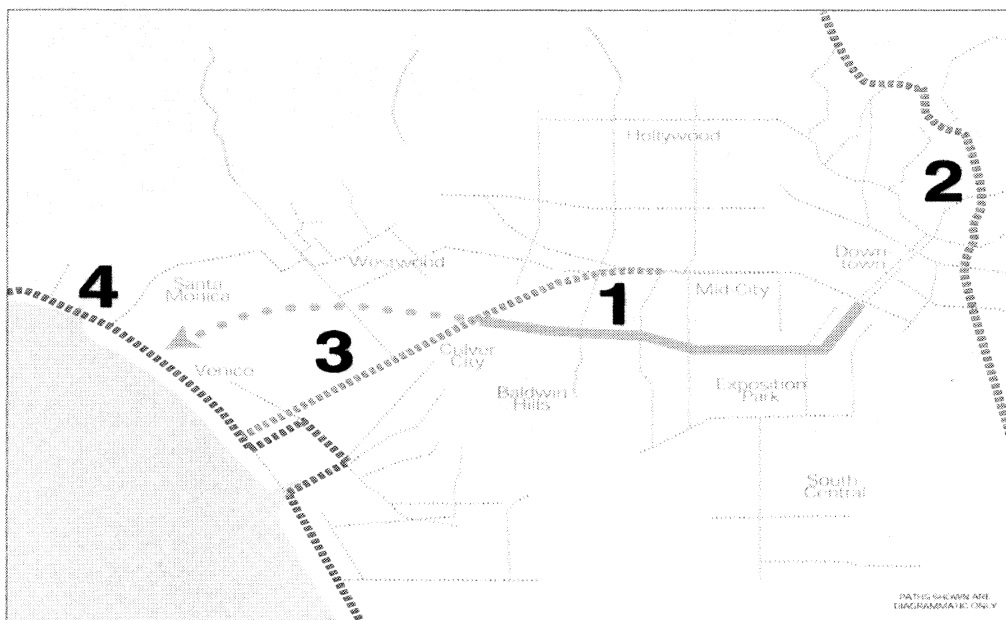 Hollywood
2
Down
town
Westwood
4
Santa
Monica
1
Mid City
3
Culver
City
Venice
Baldwin
Hills
Exposition
Park
South
Central
PATHS SHOWN ARE
DIAGRAMMATIC ONLY